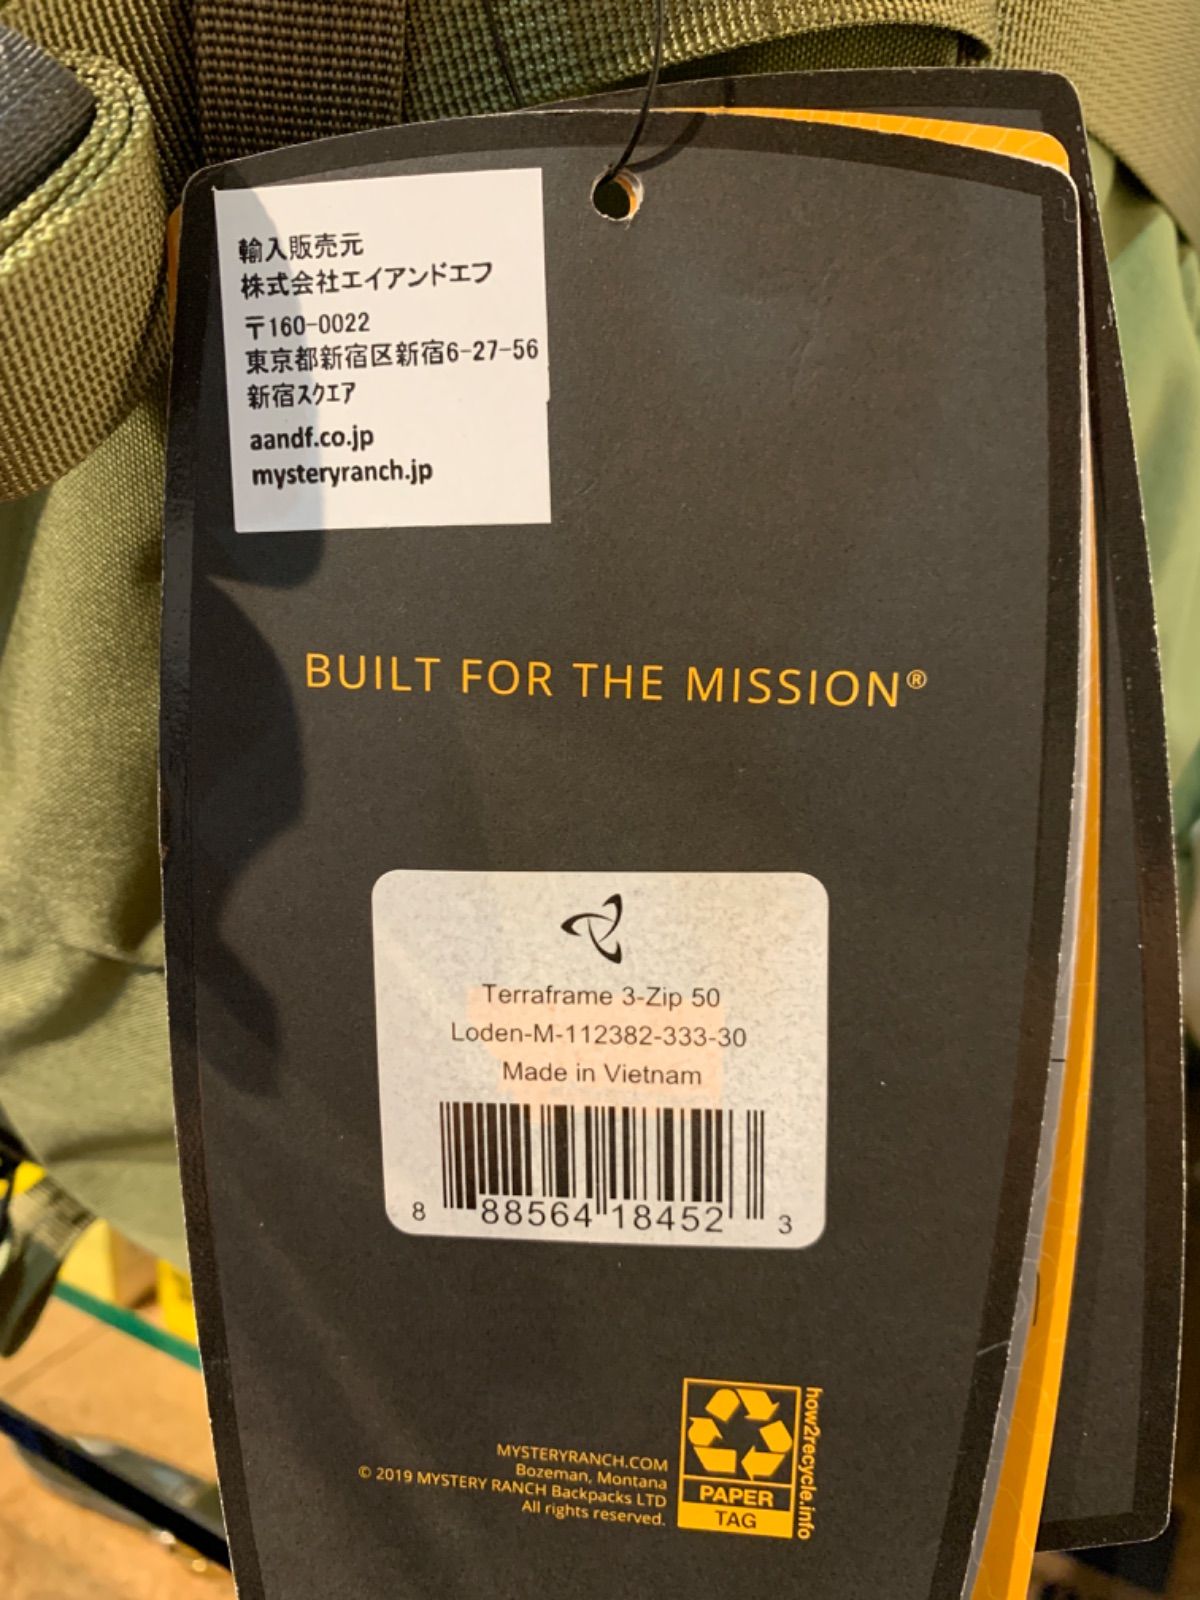 輸入販売元
株式会社エイアンドエフ
〒160-0022
東京都新宿区新宿6-27-56
新宿スクエア
aandf.co.jp
mysteryranch.jp
BUILT FOR THE MISSION®
Terraframe 3-Zip 50
Loden-M-112382-333-30
Made in Vietnam
8 88564 18452 3
MYSTERYRANCH.COM
Bozeman, Montana
© 2019 MYSTERY RANCH Backpacks LTD
All rights reserved.
PAPER
TAG
how2recycle.info